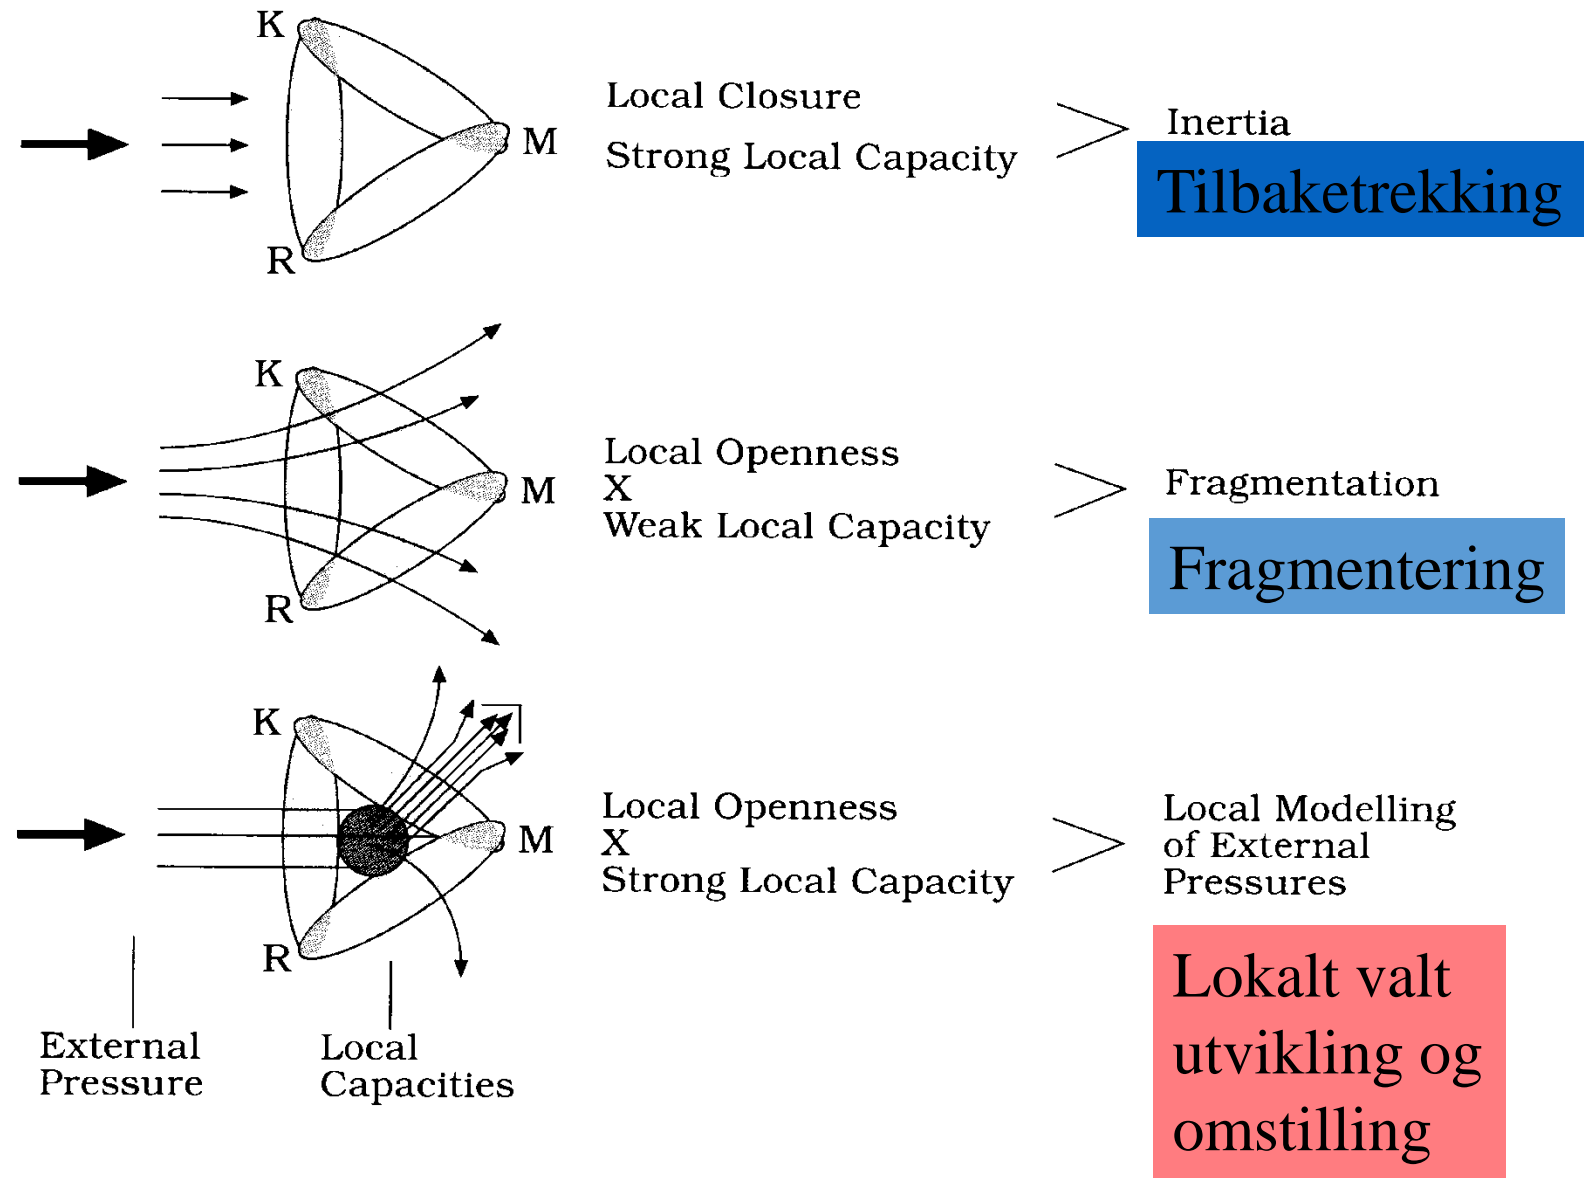 K
Local Closure
Inertia
M
Strong Local Capacity
Tilbaketrekking
R
K
Local Openness
Fragmentation
X
M
Weak Local Capacity
Fragmentering
R
K
Local Openness
Local Modelling
X
of External
M
Strong Local Capacity
Pressures
R
Lokalt valt
utvikling og
omstilling
External
Pressure
Local
Capacities